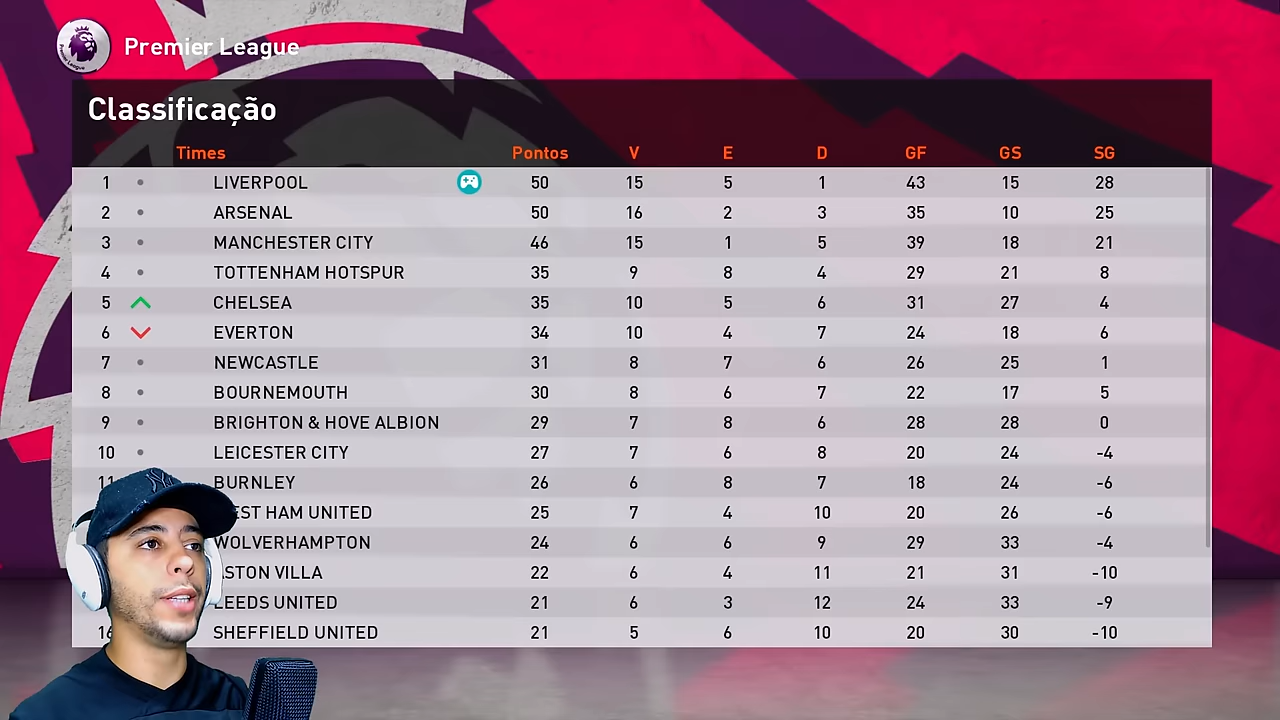 Premier League
Classificação
Times Pontos V E D GF GS SG
1 LIVERPOOL 50 15 5 1 43 15 28
2 ARSENAL 50 16 2 3 35 10 25
3 MANCHESTER CITY 46 15 1 5 39 18 21
4 TOTTENHAM HOTSPUR 35 9 8 4 29 21 8
5 CHELSEA 35 10 5 6 31 27 4
6 EVERTON 34 10 4 7 24 18 6
7 NEWCASTLE 31 8 7 6 26 25 1
8 BOURNEMOUTH 30 8 6 7 22 17 5
9 BRIGHTON & HOVE ALBION 29 7 8 6 28 28 0
10 LEICESTER CITY 27 7 6 8 20 24 -4
11 BURNLEY 26 6 8 7 18 24 -6
EST HAM UNITED 25 7 4 10 20 26 -6
WOLVERHAMPTON 24 6 6 9 29 33 -4
STON VILLA 22 6 4 11 21 31 -10
LEEDS UNITED 21 6 3 12 24 33 -9
16 SHEFFIELD UNITED 21 5 6 10 20 30 -10